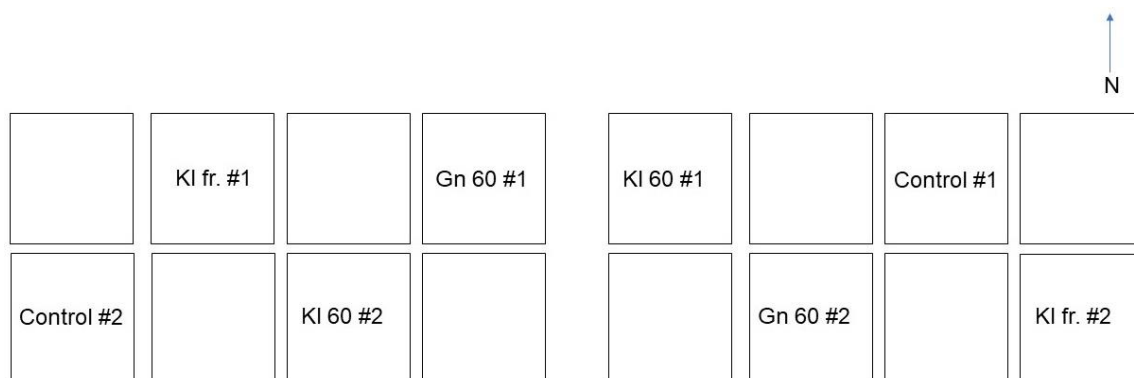 N
Kl fr. #1
Gn 60 #1
Kl 60 #1
Control #1
Control #2
Kl 60 #2
Gn 60 #2
Kl fr. #2